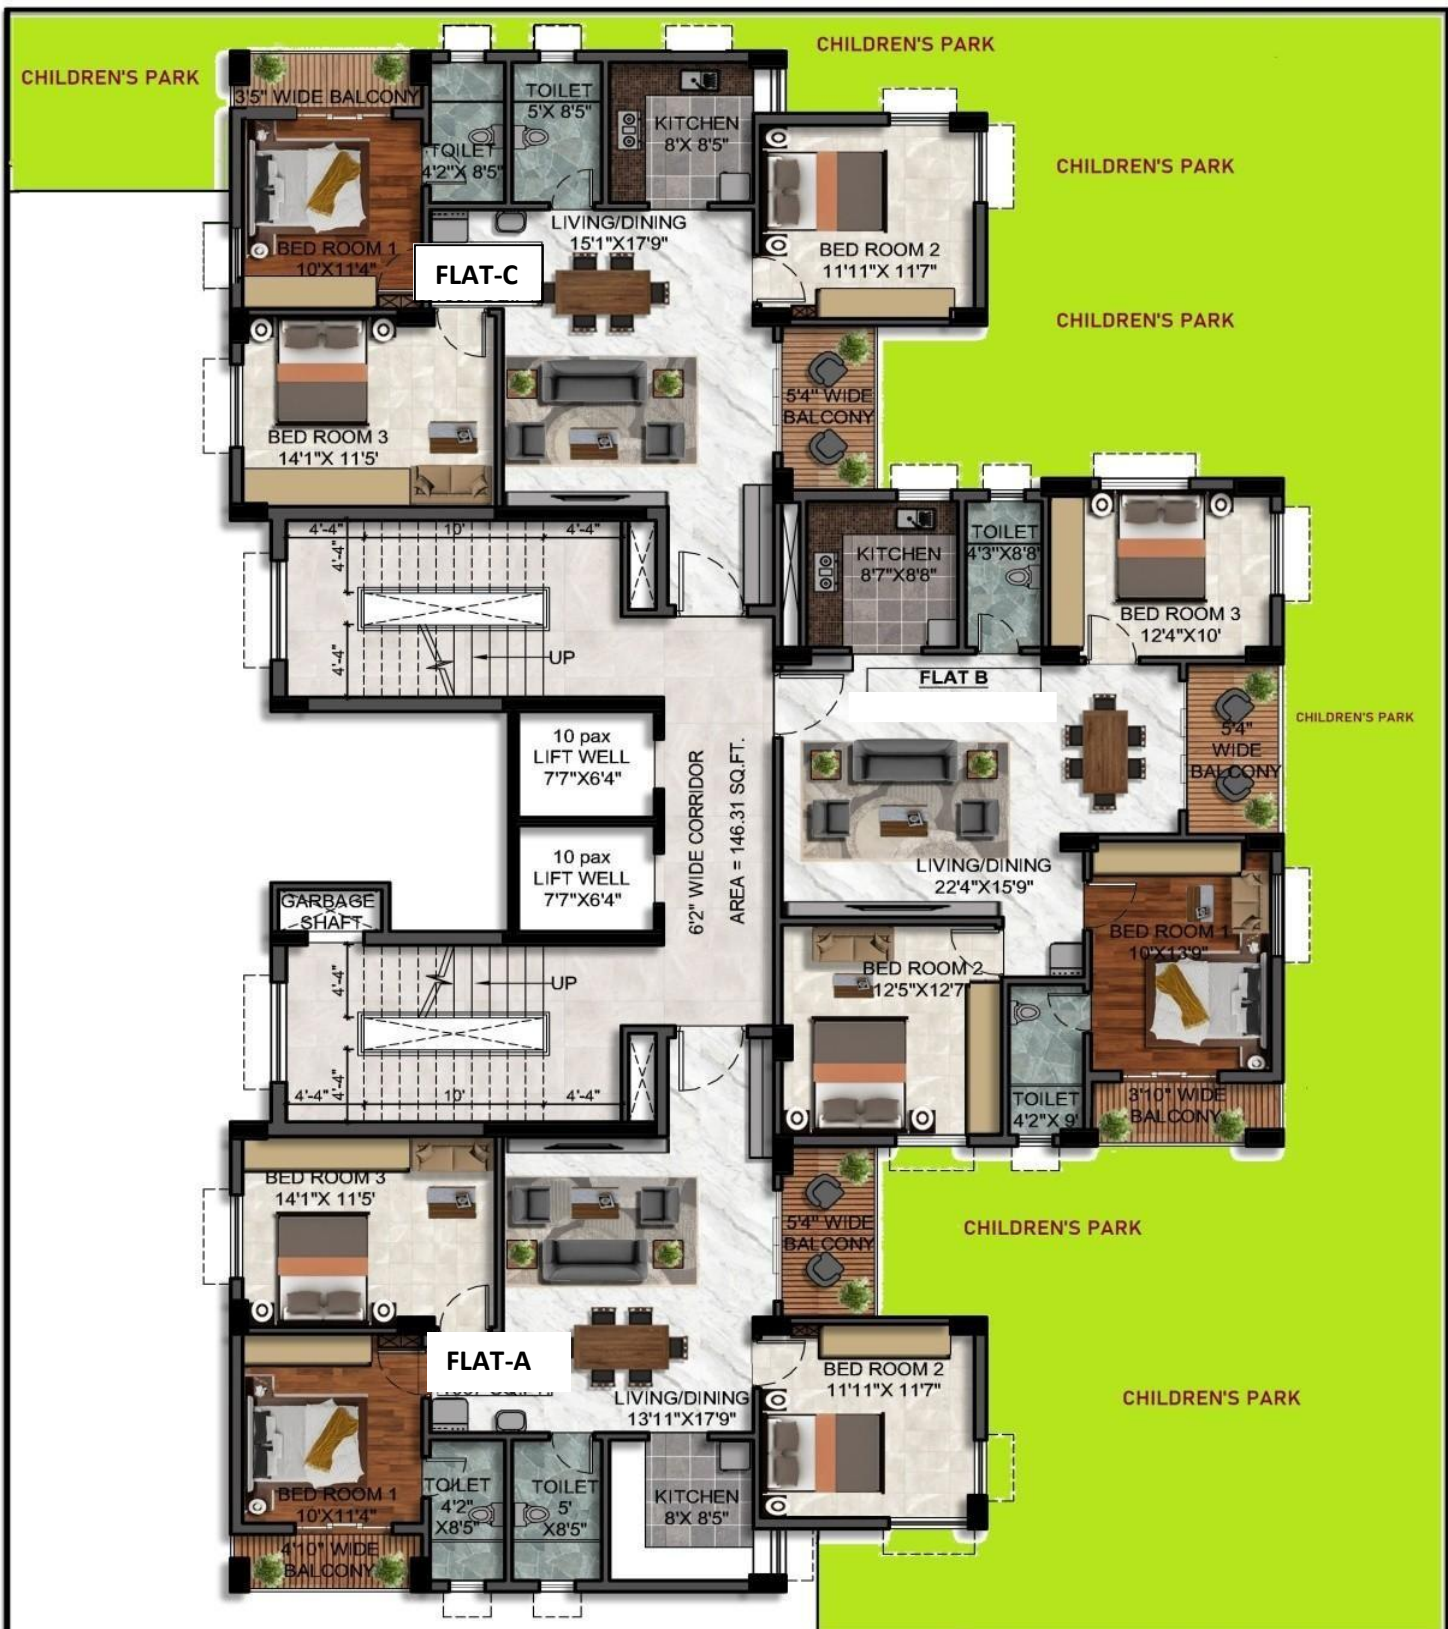 CHILDREN'S PARK
CHILDREN'S PARK
3'5" WIDE BALCONY
TOILET
4'2"X 8'5"
TOILET
5'X 8'5"
KITCHEN
8'X 8'5"
CHILDREN'S PARK
BED ROOM 1
10'X11'4"
FLAT-C
LIVING/DINING
15'1"X17'9"
BED ROOM 2
11'11"X 11'7"
CHILDREN'S PARK
BED ROOM 3
14'1"X 11'5'
5'4" WIDE
BALCONY
4'-4"
10'
4'-4"
4'-4"
4'-4"
UP
KITCHEN
8'7"X8'8"
TOILET
4'3"X8'8'
BED ROOM 3
12'4"X10'
FLAT B
5'4"
WIDE
BALCONY
CHILDREN'S PARK
10 pax
LIFT WELL
7'7"X6'4"
10 pax
LIFT WELL
7'7"X6'4"
6'2" WIDE CORRIDOR
AREA = 146.31 SQ.FT.
LIVING/DINING
22'4"X15'9"
GARBAGE
SHAFT
BED ROOM 1
10'X13'9"
BED ROOM 2
12'5"X12'7
UP
4'-4"
4'-4"
4'-4"
10'
4'-4"
TOILET
4'2"X 9'
3'10" WIDE
BALCONY
BED ROOM 3
14'1"X 11'5'
5'4" WIDE
BALCONY
CHILDREN'S PARK
FLAT-A
LIVING/DINING
13'11"X17'9"
BED ROOM 2
11'11"X 11'7"
CHILDREN'S PARK
BED ROOM 1
10'X11'4"
TOILET
4'2"
X8'5"
TOILET
5'
X8'5"
KITCHEN
8'X 8'5"
4'10" WIDE
BALCONY